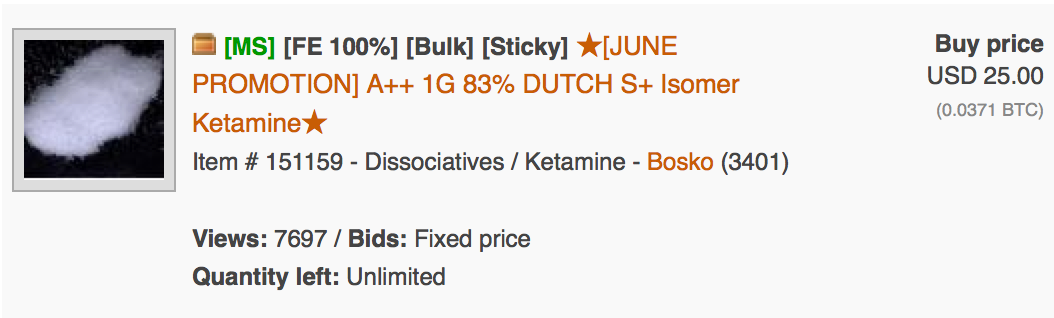 [MS] [FE 100%] [Bulk] [Sticky] ★[JUNE
PROMOTION] A++ 1G 83% DUTCH S+ Isomer
Ketamine★
Item # 151159 - Dissociatives / Ketamine - Bosko (3401)
Views: 7697 / Bids: Fixed price
Quantity left: Unlimited
Buy price
USD 25.00
(0.0371 BTC)